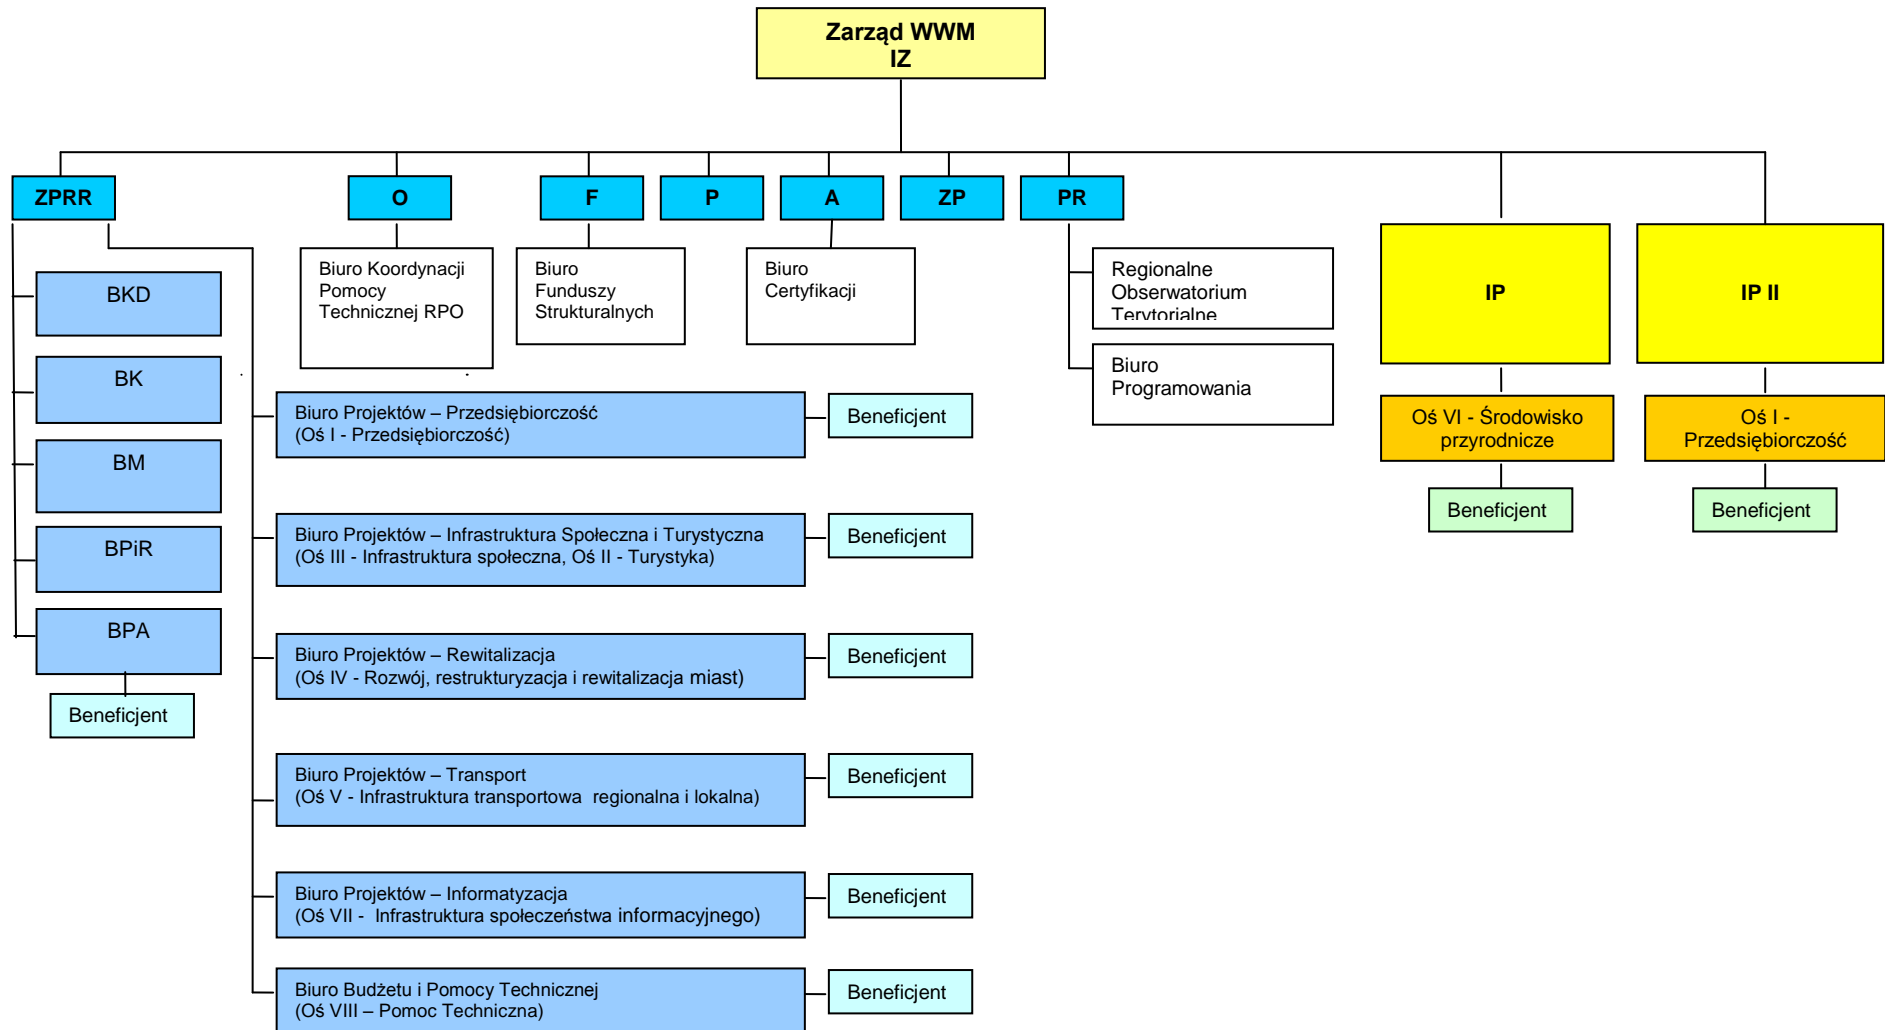 Zarząd WWM
IZ
ZPRR
O
F
P
A
ZP
PR
Biuro Koordynacji
Pomocy
Technicznej RPO
Biuro
Funduszy
Strukturalnych
Biuro
Certyfikacji
Regionalne
Obserwatorium
Terytorialne
Biuro
Programowania
IP
IP II
Oś VI - Środowisko
przyrodnicze
Oś I -
Przedsiębiorczość
Beneficjent
Beneficjent
BKD
BK
BM
BPiR
BPA
Beneficjent
Biuro Projektów – Przedsiębiorczość
(Oś I - Przedsiębiorczość)
Beneficjent
Biuro Projektów – Infrastruktura Społeczna i Turystyczna
(Oś III - Infrastruktura społeczna, Oś II - Turystyka)
Beneficjent
Biuro Projektów – Rewitalizacja
(Oś IV - Rozwój, restrukturyzacja i rewitalizacja miast)
Beneficjent
Biuro Projektów – Transport
(Oś V - Infrastruktura transportowa regionalna i lokalna)
Beneficjent
Biuro Projektów – Informatyzacja
(Oś VII - Infrastruktura społeczeństwa informacyjnego)
Beneficjent
Biuro Budżetu i Pomocy Technicznej
(Oś VIII – Pomoc Techniczna)
Beneficjent